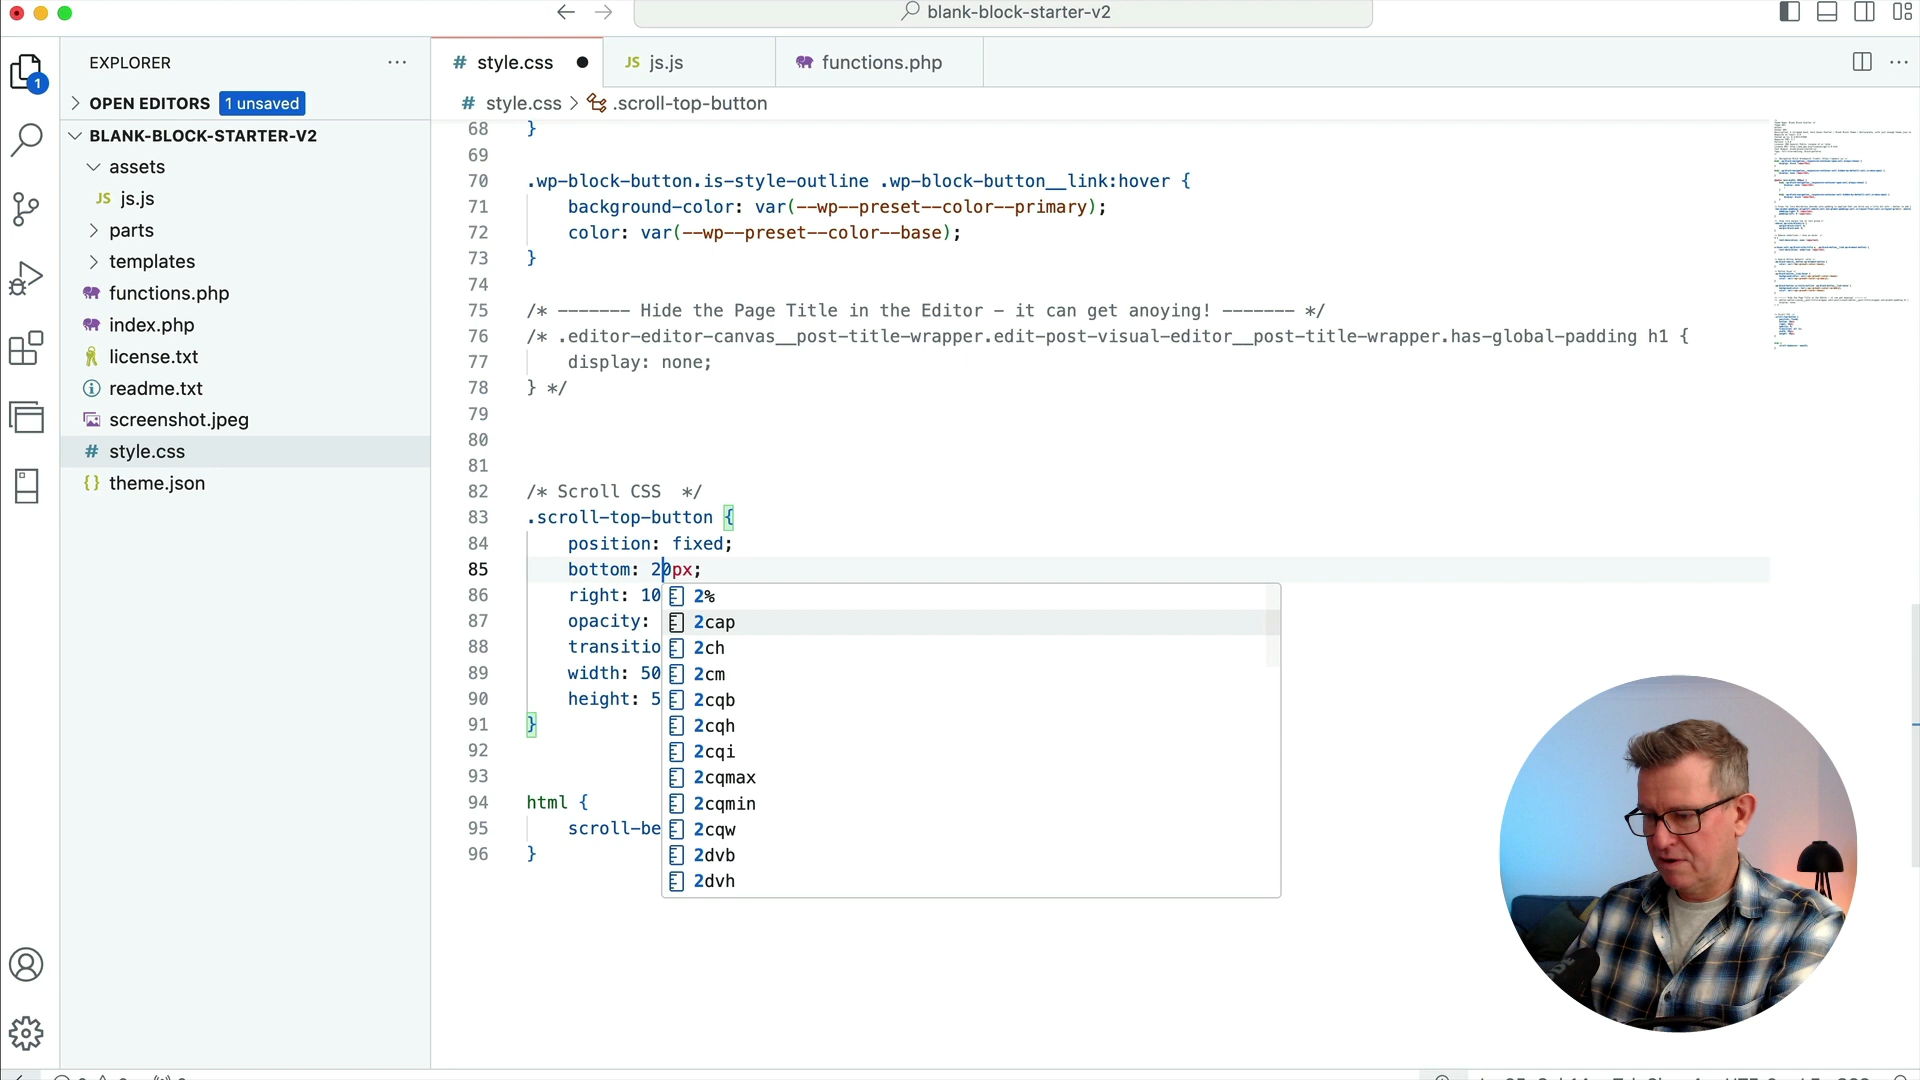 blank-block-starter-v2
EXPLORER
# style.css
JS js.js
functions.php
1
OPEN EDITORS 1 unsaved
# style.css > .scroll-top-button
BLANK-BLOCK-STARTER-V2
assets
JS js.js
parts
templates
functions.php
index.php
license.txt
readme.txt
screenshot.jpeg
# style.css
{} theme.json
68 }
69
70 .wp-block-button.is-style-outline .wp-block-button__link:hover {
71 background-color: var(--wp--preset--color--primary);
72 color: var(--wp--preset--color--base);
73 }
74
75 /* ------- Hide the Page Title in the Editor - it can get anoying! ------- */
76 /* .editor-editor-canvas__post-title-wrapper.edit-post-visual-editor__post-title-wrapper.has-global-padding h1 {
77 display: none;
78 } */
79
80
81
82 /* Scroll CSS */
83 .scroll-top-button {
84 position: fixed;
85 bottom: 20px;
86 right: 10
87 opacity:
88 transitio
89 width: 50
90 height: 5
91 }
92
93
94 html {
95 scroll-be
96 }
2%
2cap
2ch
2cm
2cqb
2cqh
2cqi
2cqmax
2cqmin
2cqw
2dvb
2dvh